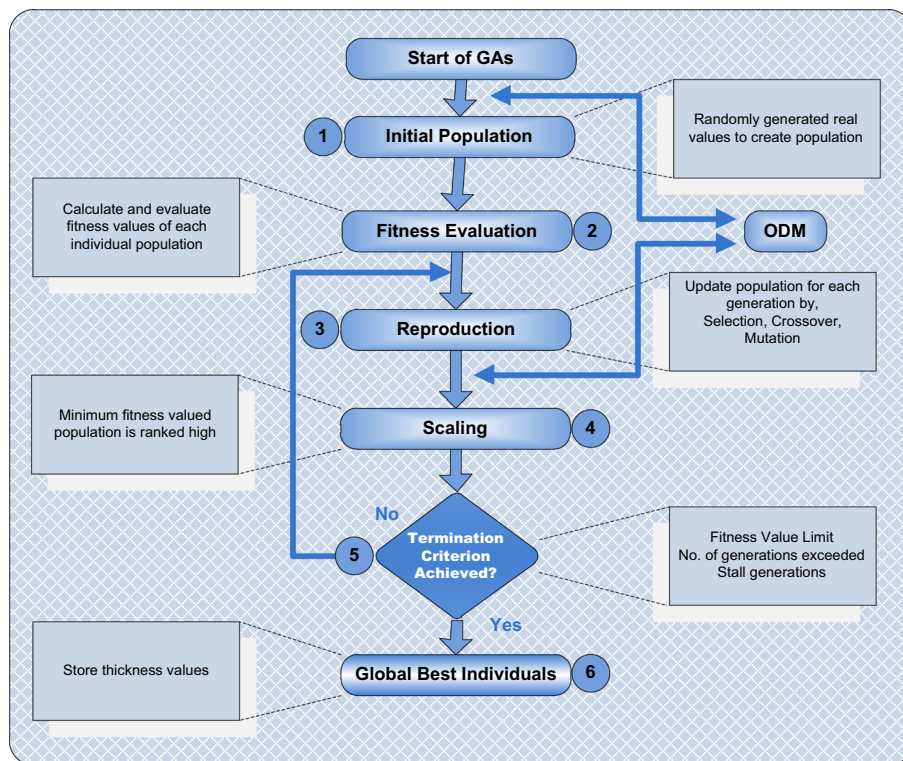 Start of GAs
1
Initial Population
Randomly generated real
values to create population
Calculate and evaluate
fitness values of each
individual population
Fitness Evaluation
2
ODM
3
Reproduction
Update population for each
generation by,
Selection, Crossover,
Mutation
Minimum fitness valued
population is ranked high
Scaling
4
No
5
Termination
Criterion
Achieved?
Fitness Value Limit
No. of generations exceeded
Stall generations
Yes
Store thickness values
Global Best Individuals
6